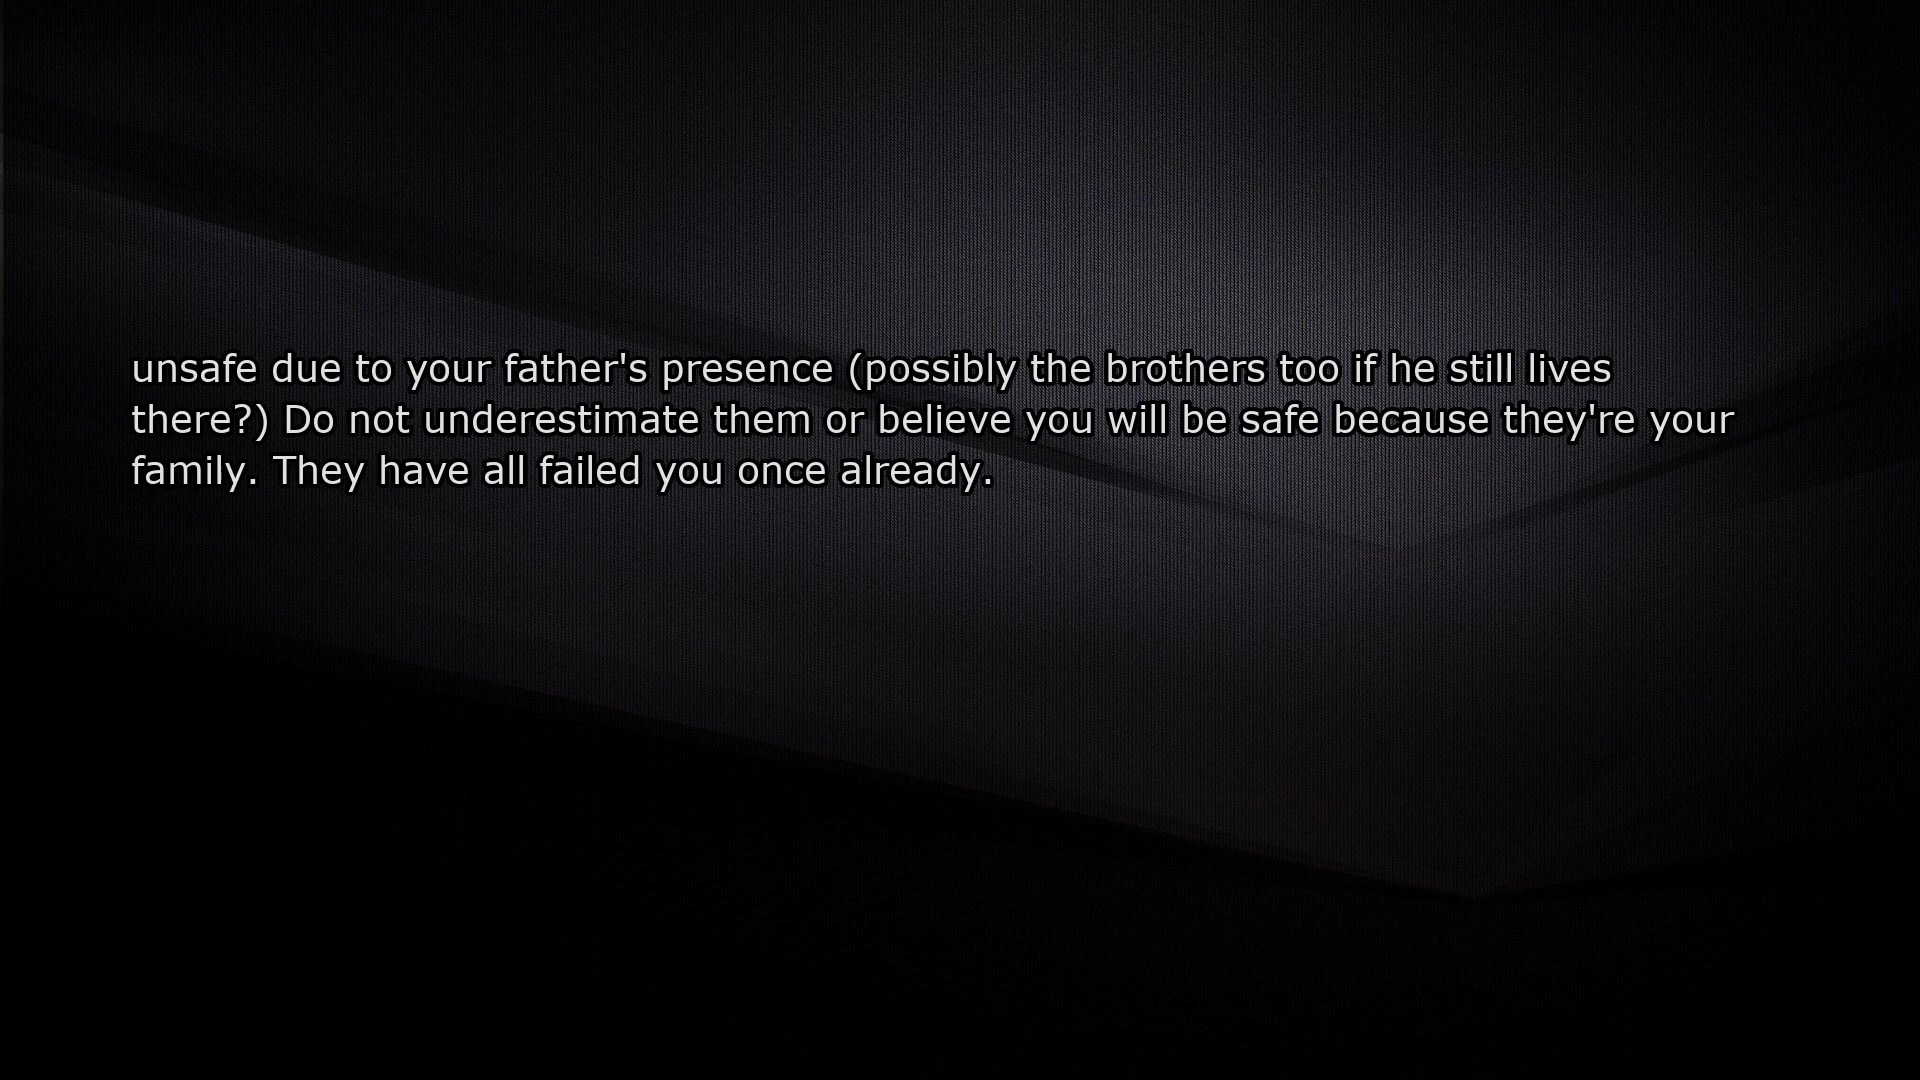 unsafe due to your father's presence (possibly the brothers too if he still lives
there?) Do not underestimate them or believe you will be safe because they're your
family. They have all failed you once already.